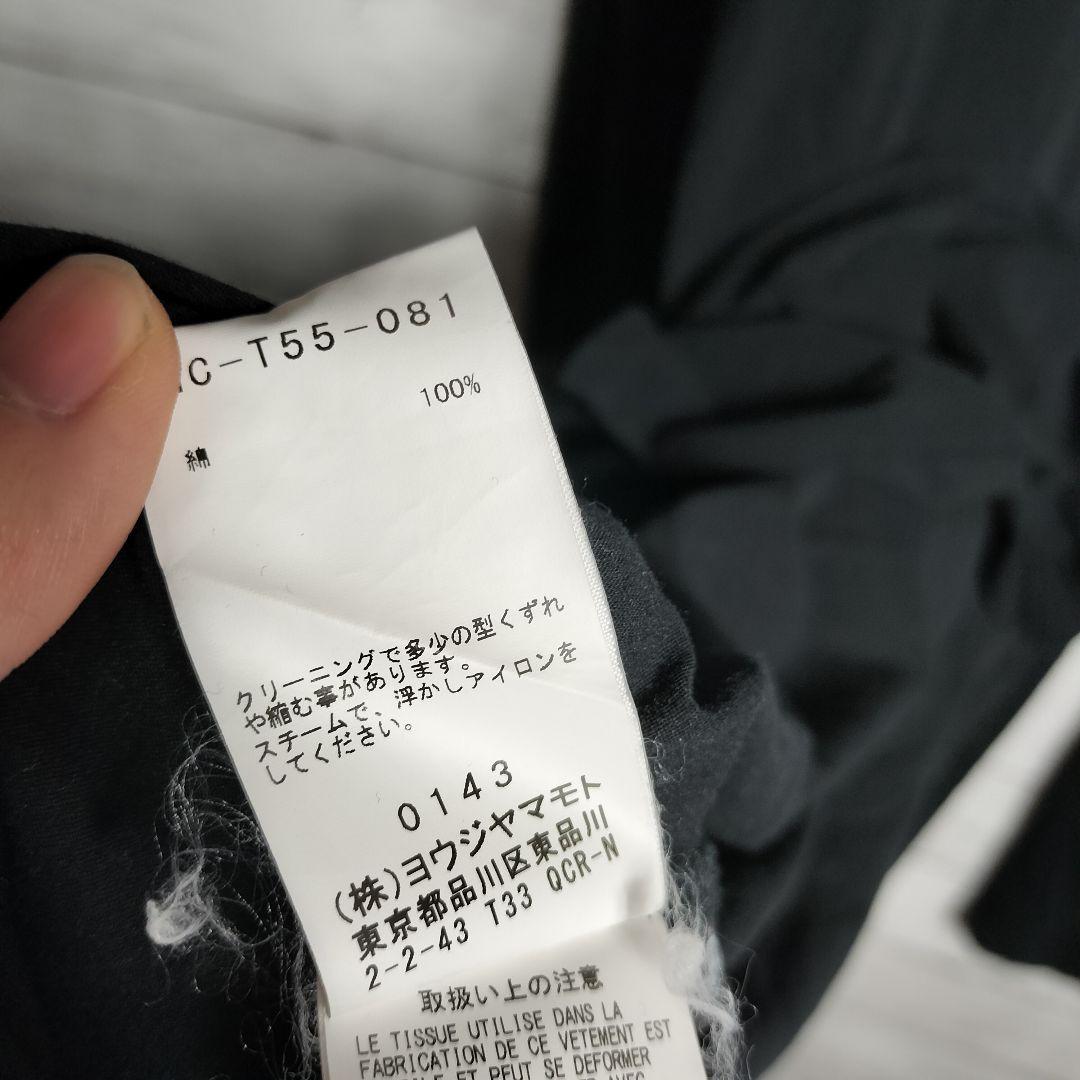 C-T55-081
100%
綿
クリーニングで多少の型くずれ
や縮む事があります。
スチームで、浮かしアイロンを
してください。
0143
(株)ヨウジヤマモト
東京都品川区東品川
2-2-43 T33 QCR-N
取扱い上の注意
LE TISSUE UTILISE DANS LA
FABRICATION DE CE VETEMENT EST
ET PEUT SE DEFORMER